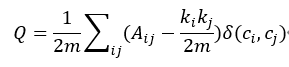 Q = \frac{1}{2m} \sum_{ij} (A_{ij} - \frac{k_i k_j}{2m}) \delta(c_i, c_j)